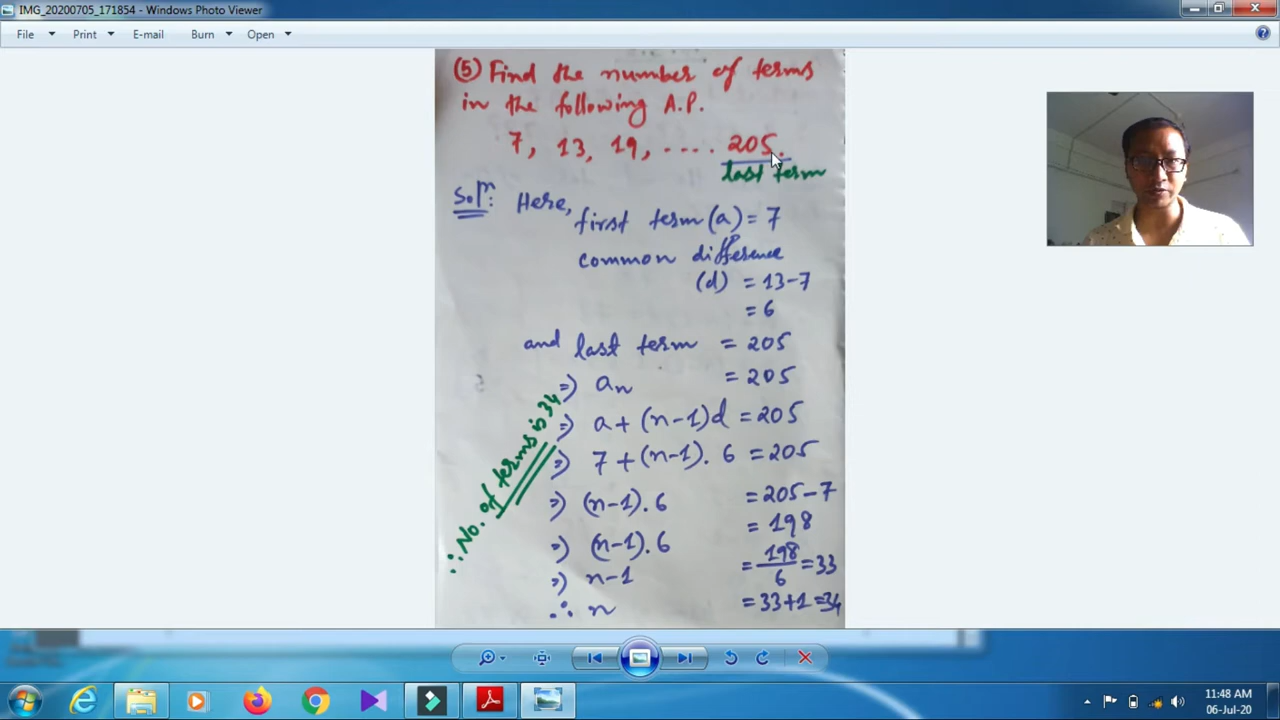 IMG_20200705_171854 - Windows Photo Viewer
File Print E-mail Burn Open
(5) Find the number of terms
in the following A.P.
7, 13, 19, .... 205.
last term
Solⁿ: Here,
first term (a) = 7
common difference
(d) = 13-7
= 6
and last term = 205
⇒ aₙ = 205
⇒ a + (n-1)d = 205
⇒ 7 + (n-1). 6 = 205
⇒ (n-1). 6 = 205-7
= 198
⇒ (n-1). 6
⇒ n-1 = 198/6 = 33
∴ n = 33+1 = 34
∴ No. of terms is 34
11:48 AM
06-Jul-20